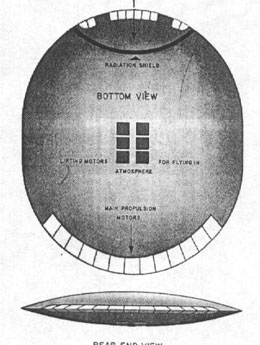 RADIATION SHIELD
BOTTOM VIEW
LIFTING MOTORS FOR FLYING IN
ATMOSPHERE
MAIN PROPULSION
MOTORS
REAR END VIEW